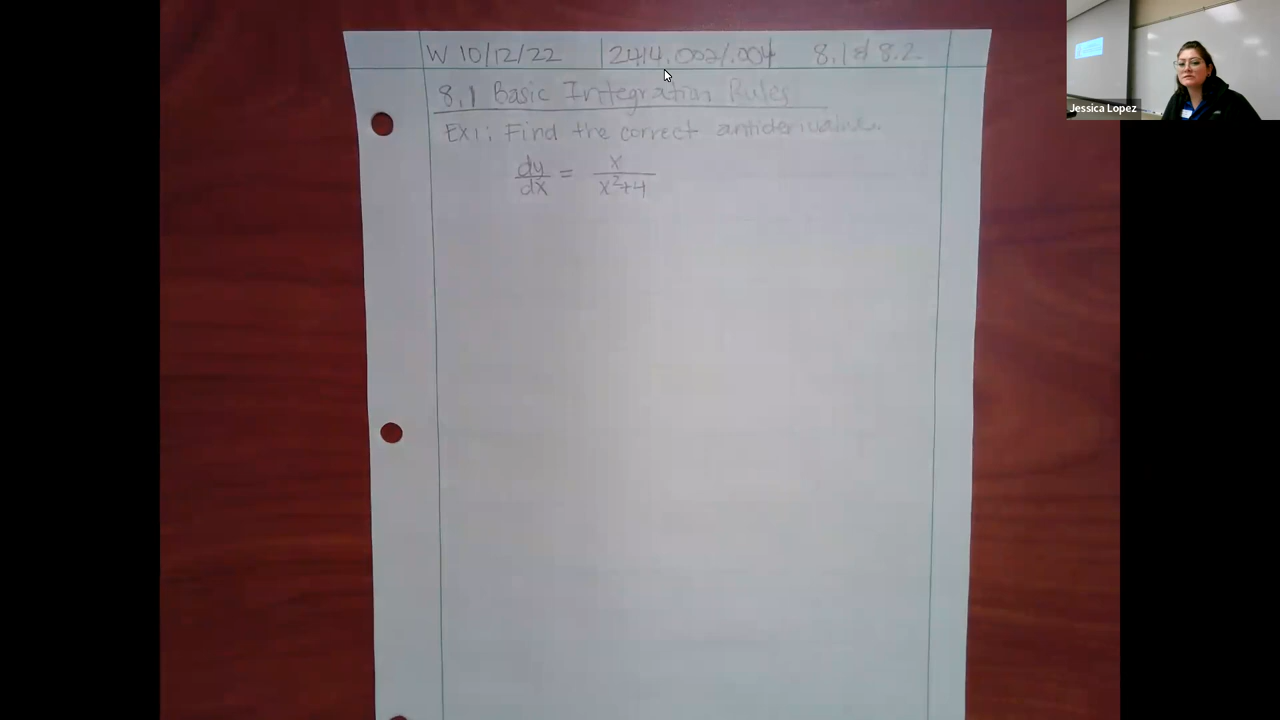 W 10/12/22 2414.002/.004 8.1 & 8.2
8.1 Basic Integration Rules
EX1: Find the correct antiderivative.
dy/dx = x/x²+4
Jessica Lopez